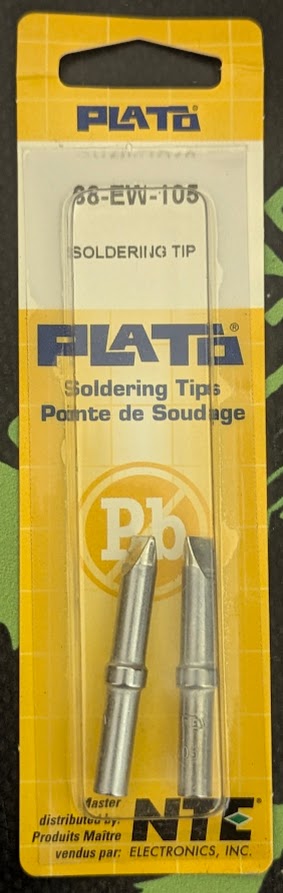 PLATO®
68-EW-105
SOLDERING TIP
PLATO®
Soldering Tips
Pointe de Soudage
Pb
Master
distributed by:
Produits Maître
vendus par:
NTE
ELECTRONICS, INC.